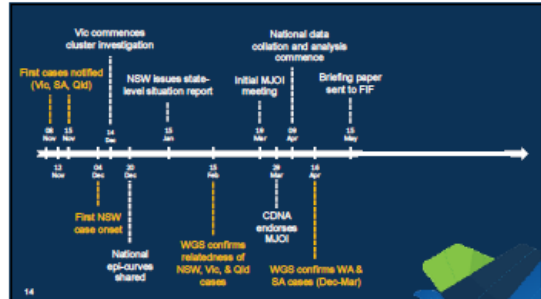 Vic commences
cluster investigation
National data
collation and analysis
commence
First cases notified
(Vic, SA, Qld)
NSW issues state-
level situation report
Initial MJOI
meeting
Briefing paper
sent to FIF
08
Nov
15
Nov
14
Dec
15
Jan
19
Mar
09
Apr
15
May
12
Nov
04
Dec
20
Dec
15
Feb
29
Mar
16
Apr
First NSW
case onset
National
epi-curves
shared
WGS confirms
relatedness of
NSW, Vic, & Qld
cases
CDNA
endorses
MJOI
WGS confirms WA &
SA cases (Dec-Mar)
14